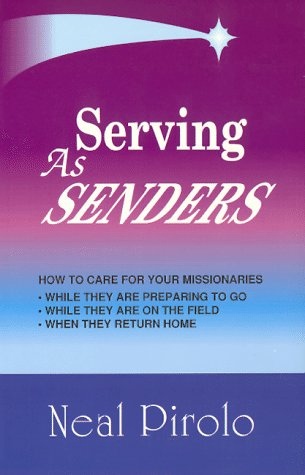 Serving
As
SENDERS
HOW TO CARE FOR YOUR MISSIONARIES
• WHILE THEY ARE PREPARING TO GO
• WHILE THEY ARE ON THE FIELD
• WHEN THEY RETURN HOME
Neal Pirolo